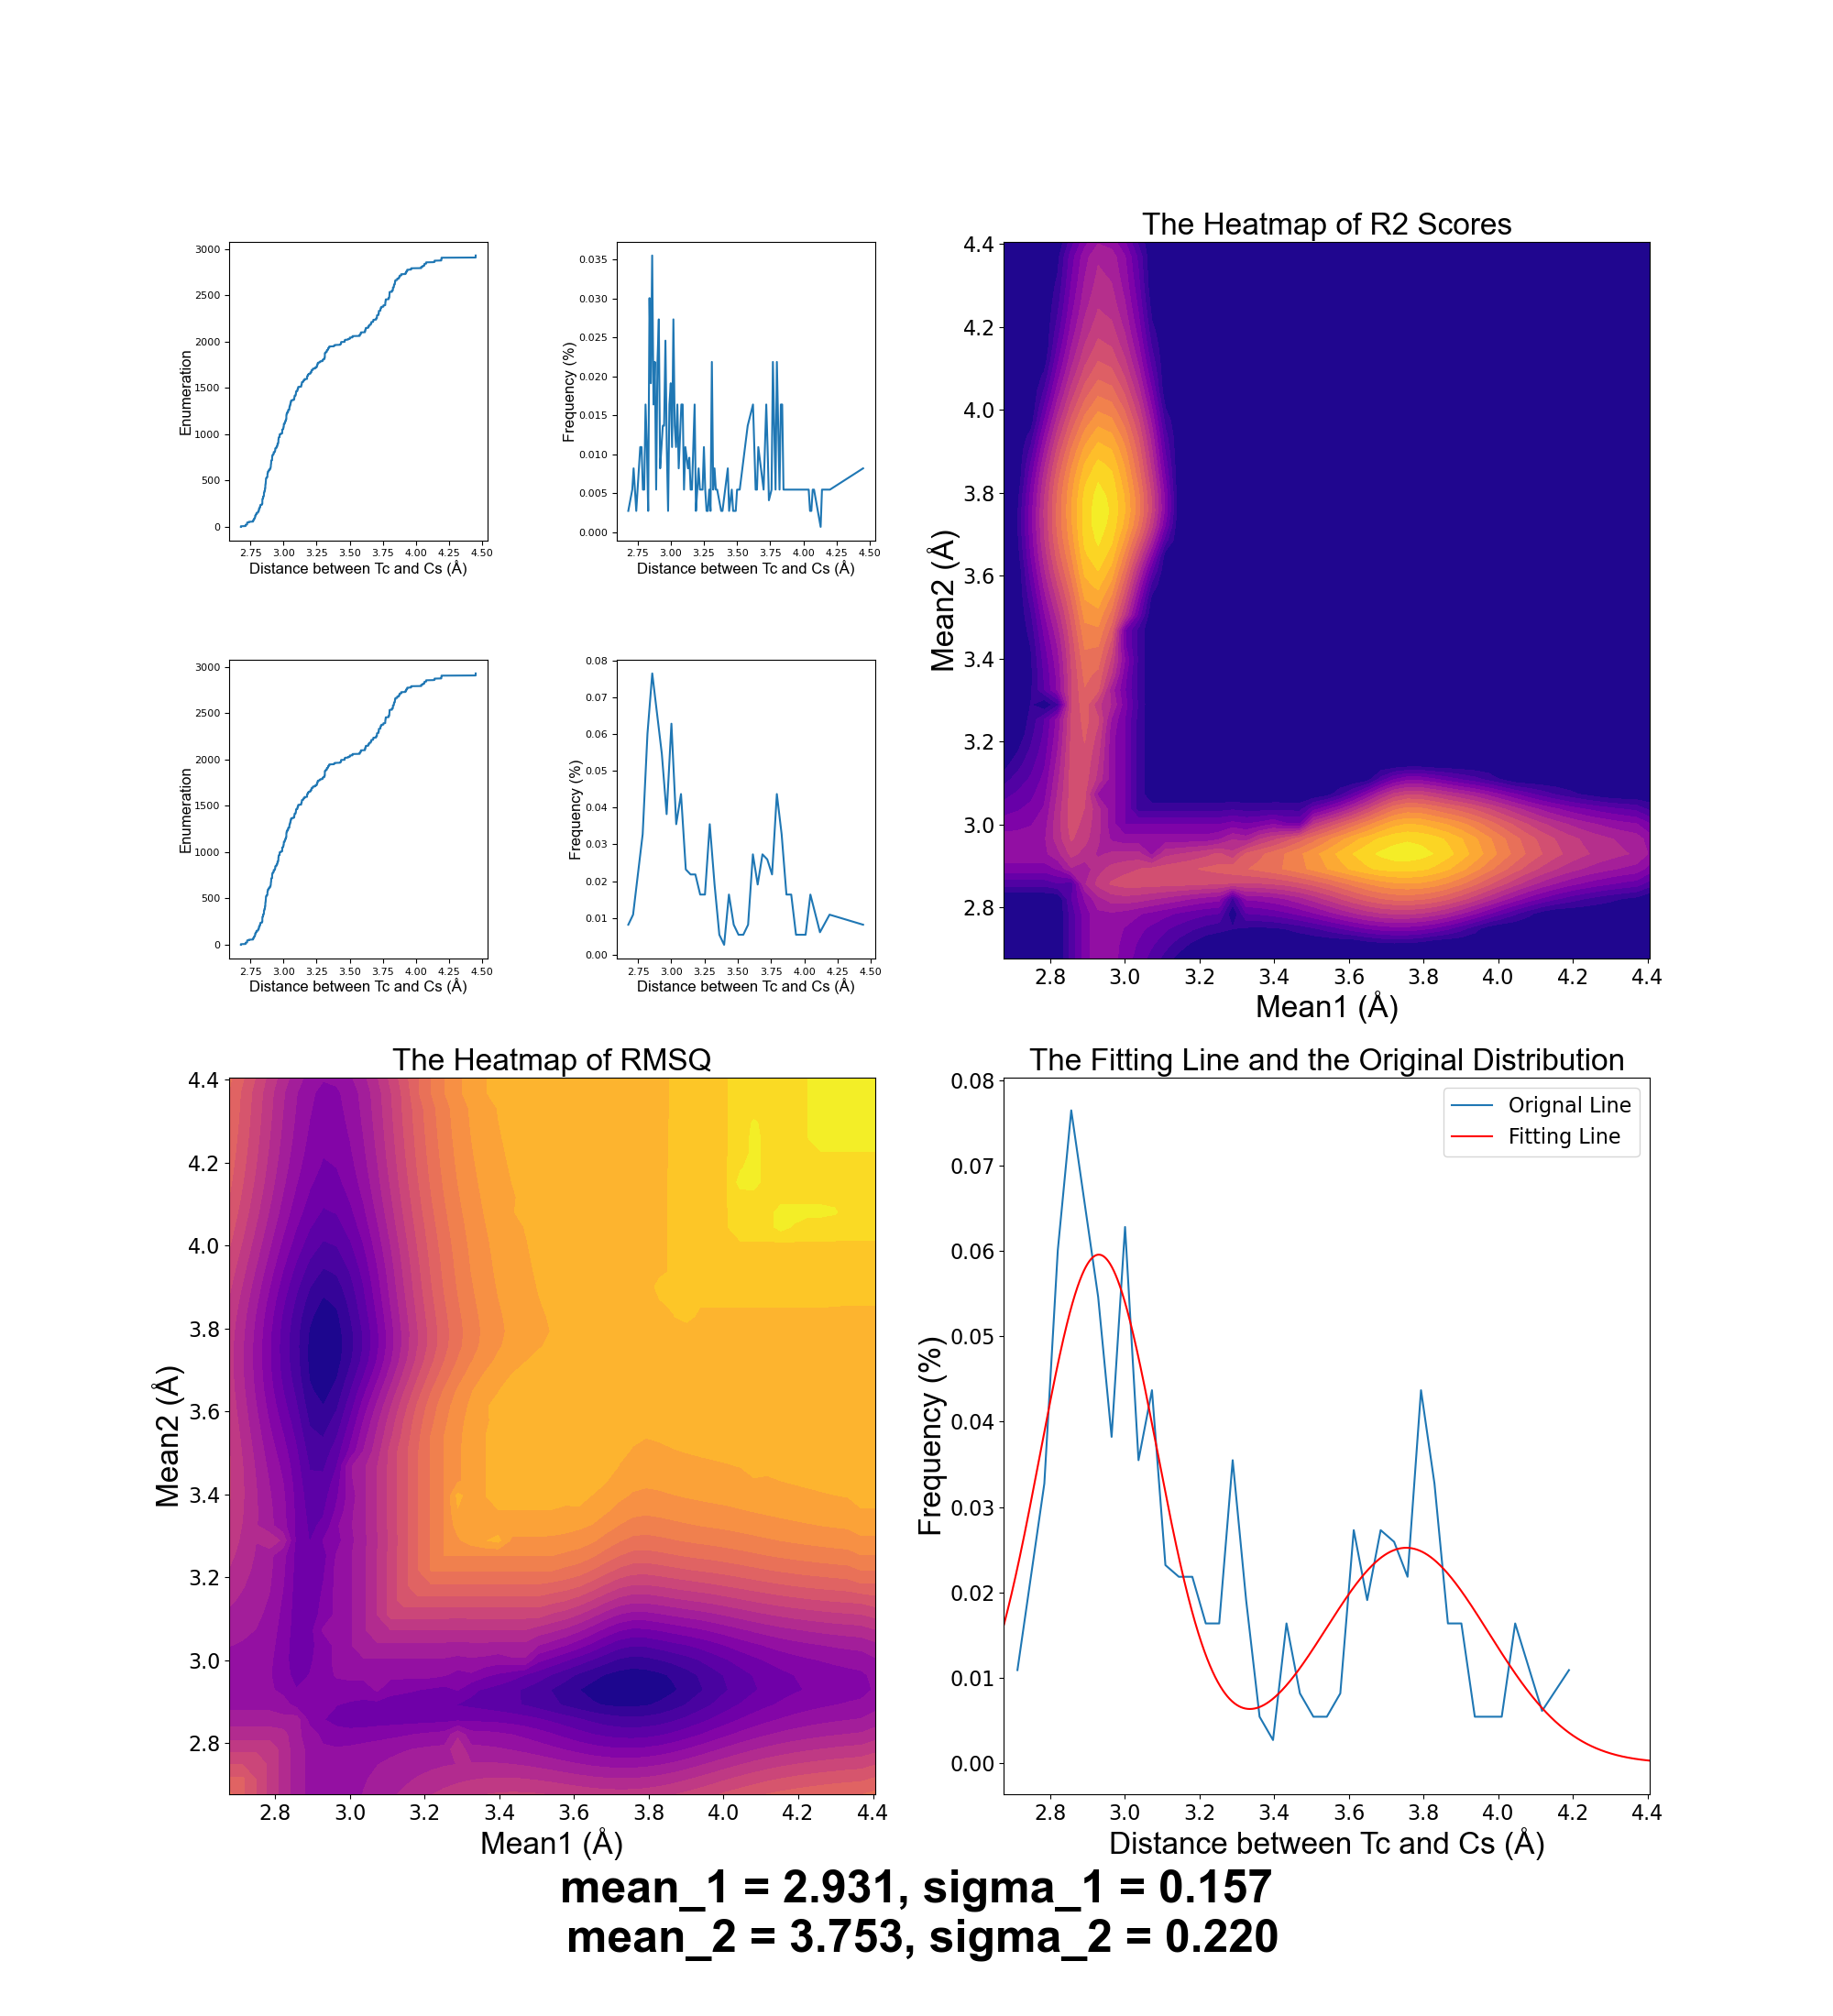 The Heatmap of R2 Scores
3000
2500
2000
1500
1000
500
0
Enumeration
2.75 3.00 3.25 3.50 3.75 4.00 4.25 4.50
Distance between Tc and Cs (Å)
0.035
0.030
0.025
0.020
0.015
0.010
0.005
0.000
Frequency (%)
2.75 3.00 3.25 3.50 3.75 4.00 4.25 4.50
Distance between Tc and Cs (Å)
4.4
4.2
4.0
3.8
3.6
3.4
3.2
3.0
2.8
Mean2 (Å)
2.8 3.0 3.2 3.4 3.6 3.8 4.0 4.2 4.4
Mean1 (Å)
3000
2500
2000
1500
1000
500
0
Enumeration
2.75 3.00 3.25 3.50 3.75 4.00 4.25 4.50
Distance between Tc and Cs (Å)
0.08
0.07
0.06
0.05
0.04
0.03
0.02
0.01
0.00
Frequency (%)
2.75 3.00 3.25 3.50 3.75 4.00 4.25 4.50
Distance between Tc and Cs (Å)
The Heatmap of RMSQ
4.4
4.2
4.0
3.8
3.6
3.4
3.2
3.0
2.8
Mean2 (Å)
2.8 3.0 3.2 3.4 3.6 3.8 4.0 4.2 4.4
Mean1 (Å)
The Fitting Line and the Original Distribution
Orignal Line
Fitting Line
0.08
0.07
0.06
0.05
0.04
0.03
0.02
0.01
0.00
Frequency (%)
2.8 3.0 3.2 3.4 3.6 3.8 4.0 4.2 4.4
Distance between Tc and Cs (Å)
mean_1 = 2.931, sigma_1 = 0.157
mean_2 = 3.753, sigma_2 = 0.220